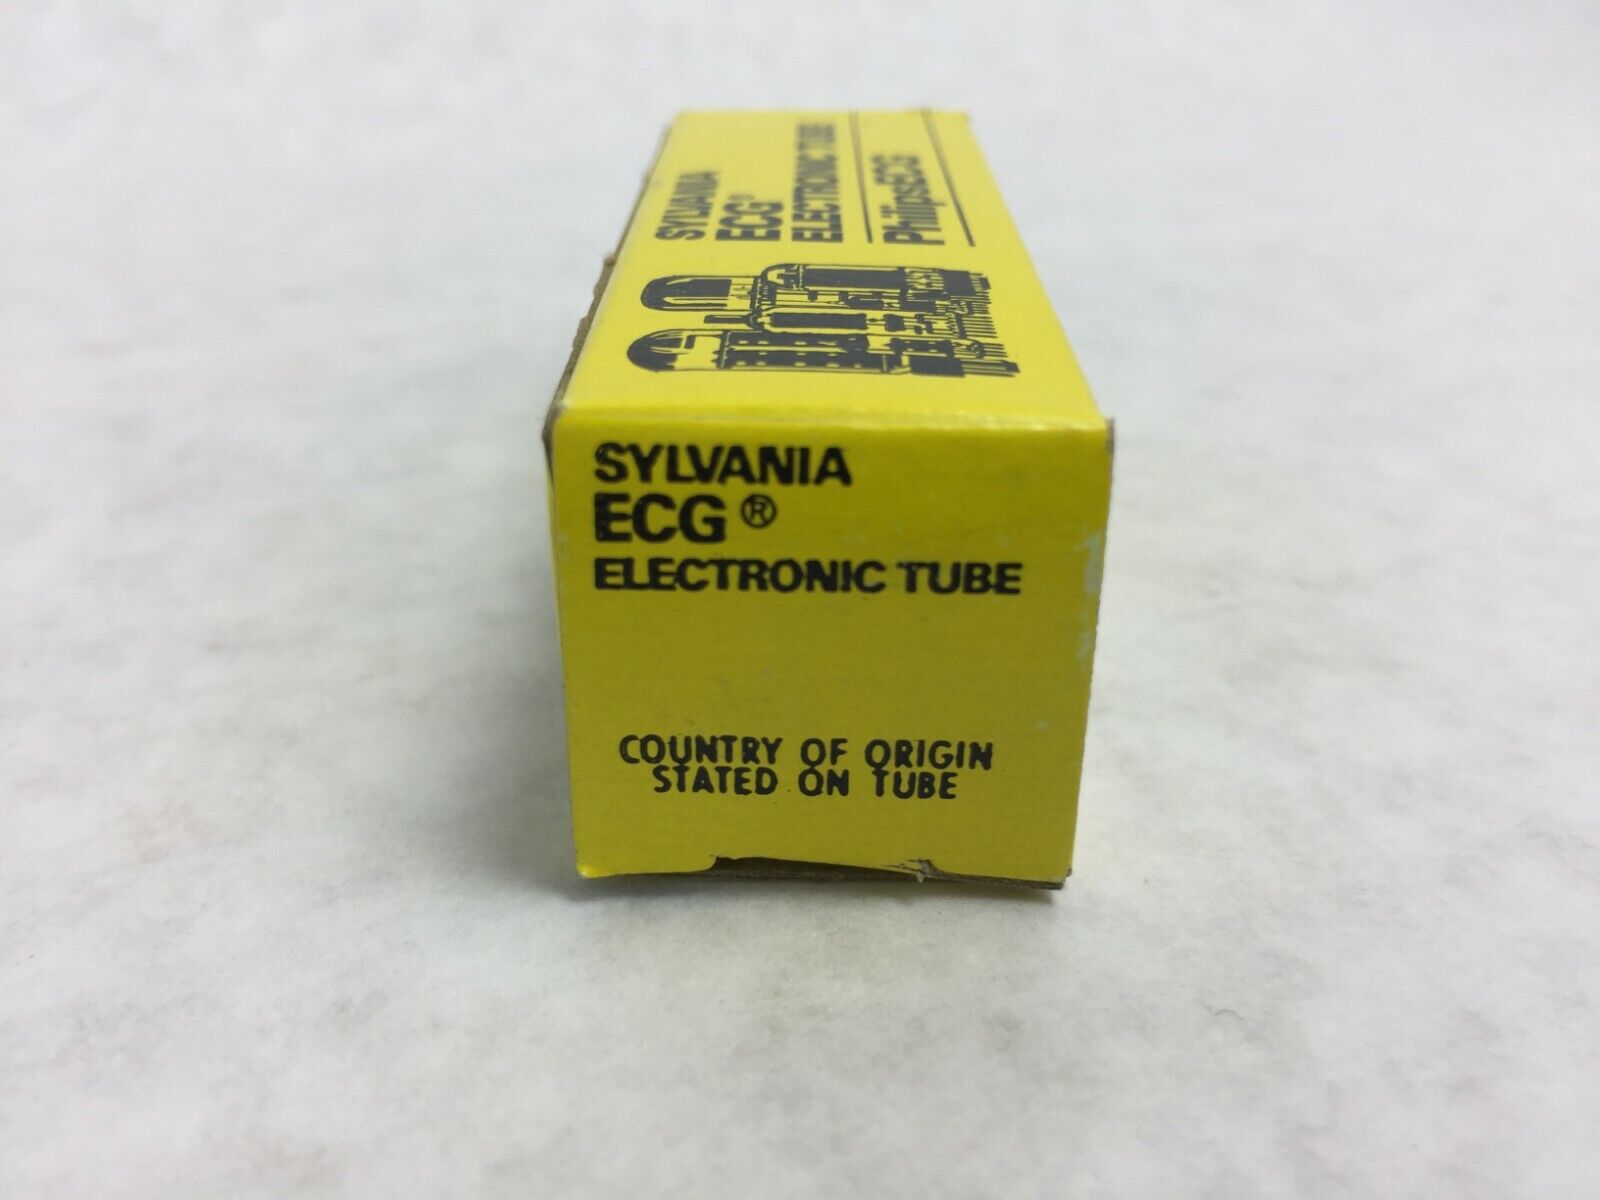 SYLVANIA
ECG®
ELECTRONIC TUBE
Philips ECG
SYLVANIA
ECG®
ELECTRONIC TUBE
COUNTRY OF ORIGIN
STATED ON TUBE